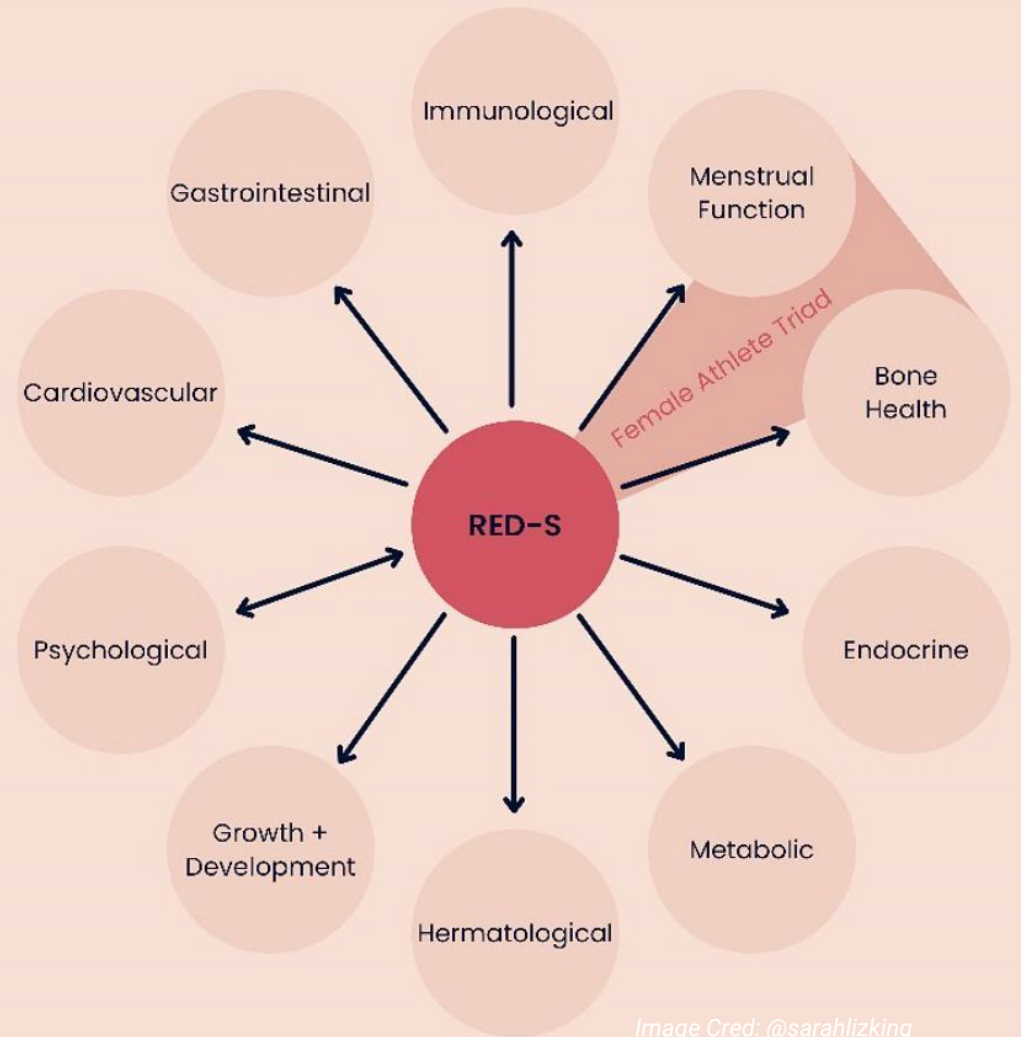 Immunological
Gastrointestinal
Menstrual
Function
Female Athlete Triad
Cardiovascular
Bone
Health
RED-S
Psychological
Endocrine
Growth +
Development
Metabolic
Hermatological
Image Cred: @sarahlizking